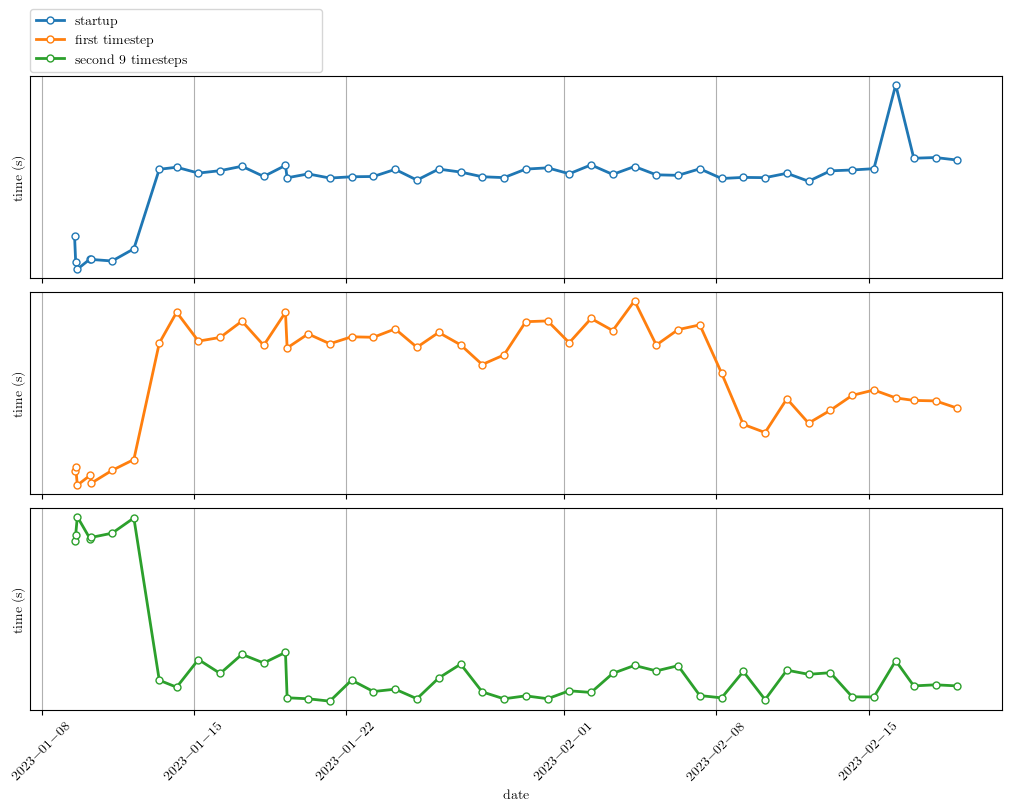 startup
first timestep
second 9 timesteps
time (s)
time (s)
time (s)
2023−01−08
2023−01−15
2023−01−22
2023−02−01
2023−02−08
2023−02−15
date